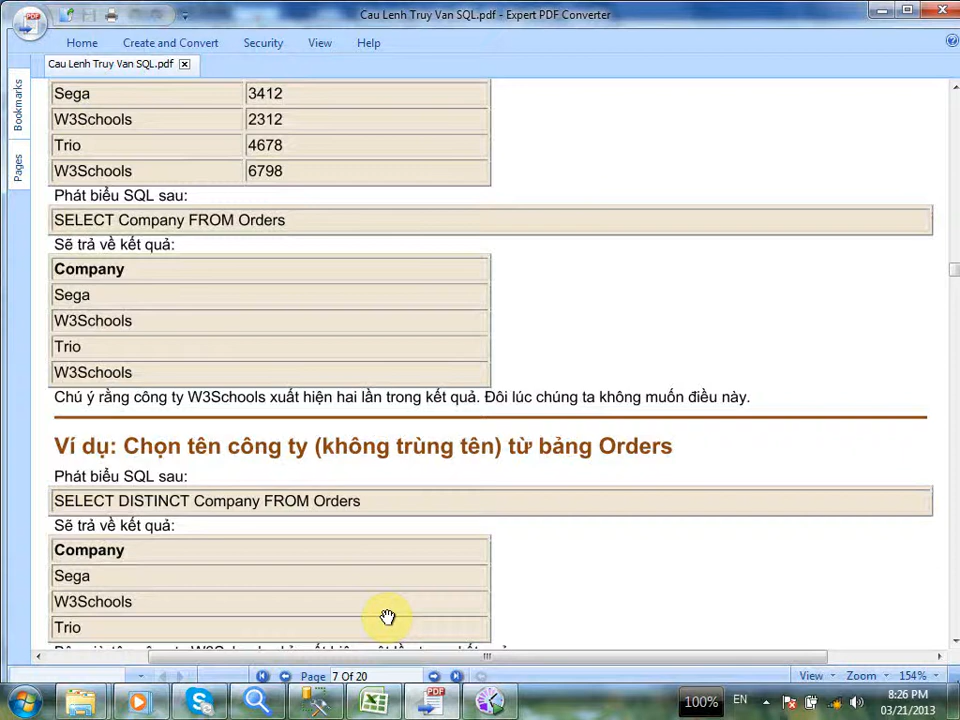 Cau Lenh Truy Van SQL.pdf - Expert PDF Converter
Home Create and Convert Security View Help
Cau Lenh Truy Van SQL.pdf
Bookmarks
Pages
Sega 3412
W3Schools 2312
Trio 4678
W3Schools 6798
Phát biểu SQL sau:
SELECT Company FROM Orders
Sẽ trả về kết quả:
Company
Sega
W3Schools
Trio
W3Schools
Chú ý rằng công ty W3Schools xuất hiện hai lần trong kết quả. Đôi lúc chúng ta không muốn điều này.
Ví dụ: Chọn tên công ty (không trùng tên) từ bảng Orders
Phát biểu SQL sau:
SELECT DISTINCT Company FROM Orders
Sẽ trả về kết quả:
Company
Sega
W3Schools
Trio
Page 7 Of 20 View Zoom 154%
PDF
100% EN 8:26 PM
03/21/2013